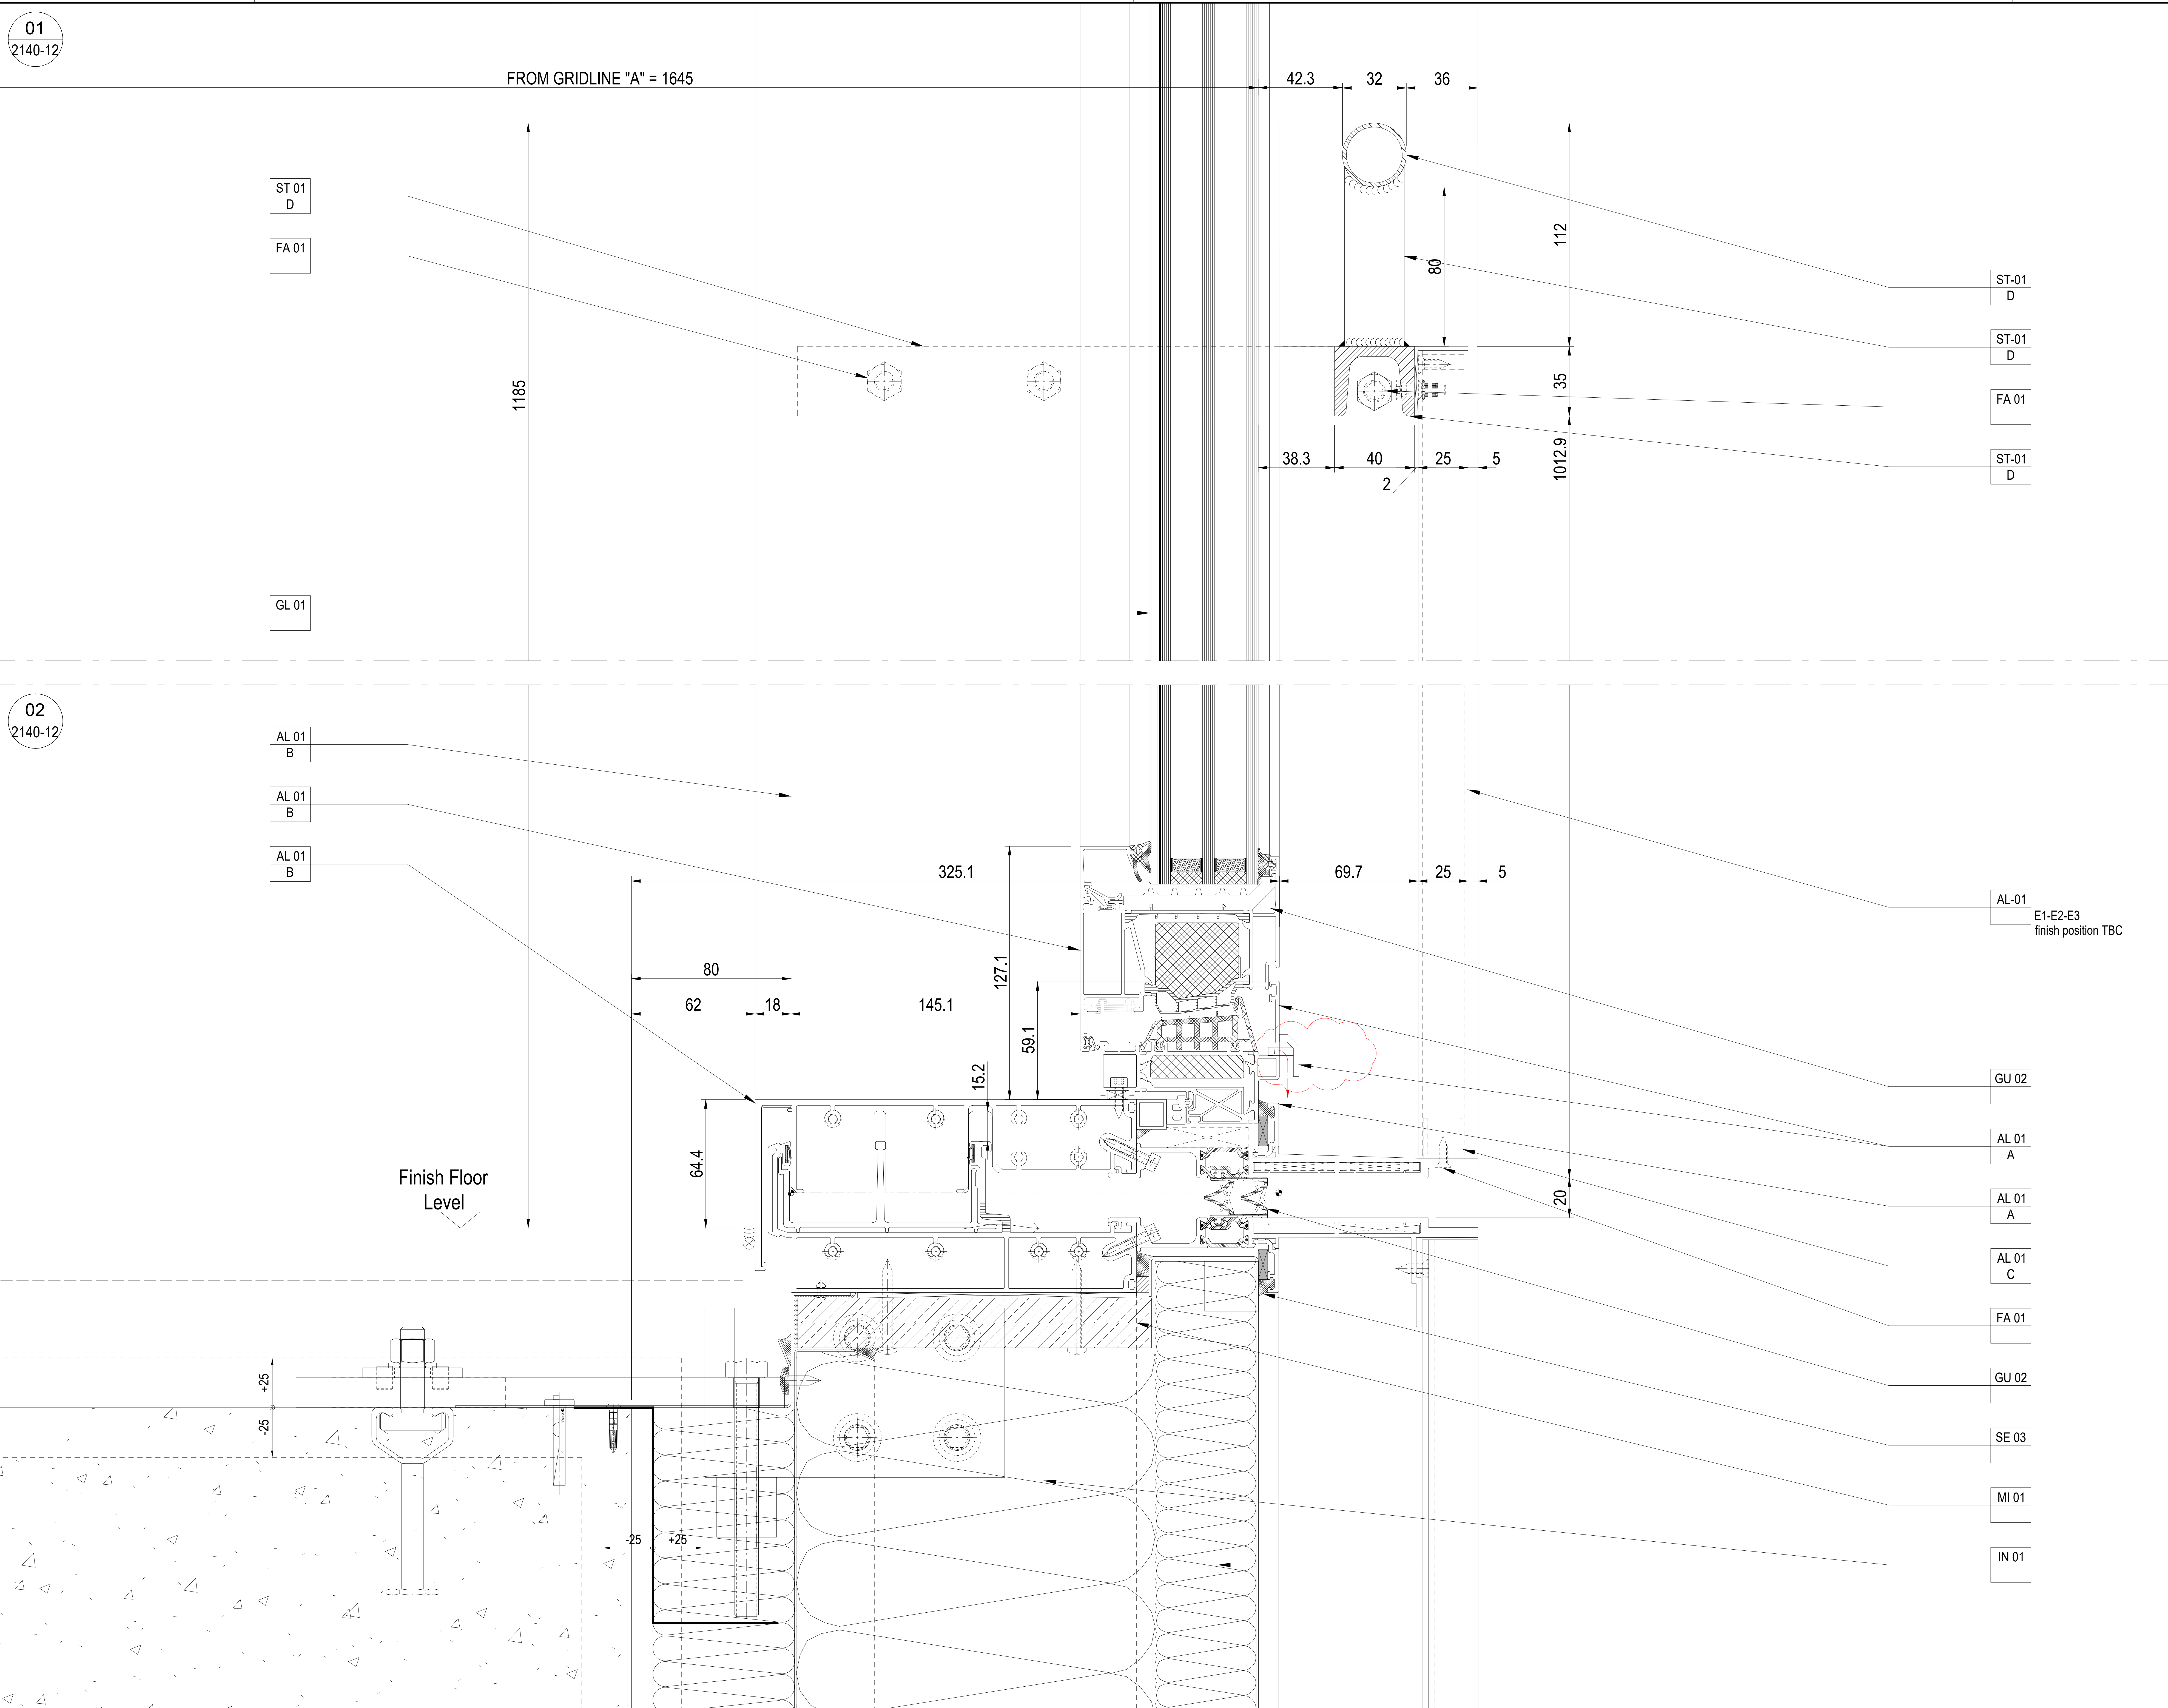 01
2140-12
FROM GRIDLINE "A" = 1645
42.3
32
36
ST 01
D
FA 01
112
80
1185
35
1012.9
38.3
40
25
5
2
ST-01
D
ST-01
D
FA 01
ST-01
D
GL 01
02
2140-12
AL 01
B
AL 01
B
AL 01
B
325.1
69.7
25
5
80
62
18
145.1
127.1
59.1
15.2
64.4
20
Finish Floor
Level
+25
-25
-25
+25
AL-01
E1-E2-E3
finish position TBC
GU 02
AL 01
A
AL 01
A
AL 01
C
FA 01
GU 02
SE 03
MI 01
IN 01